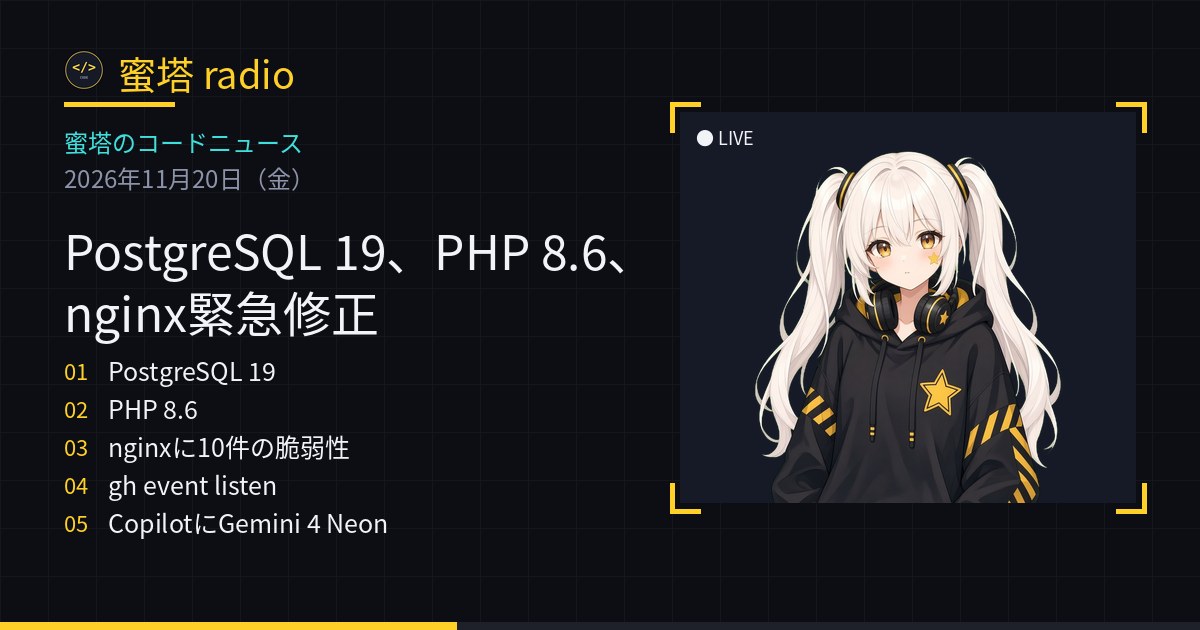 </>
蜜塔 radio
蜜塔のコードニュース
2026年11月20日（金）
PostgreSQL 19、PHP 8.6、
nginx緊急修正
01 PostgreSQL 19
02 PHP 8.6
03 nginxに10件の脆弱性
04 gh event listen
05 CopilotにGemini 4 Neon
LIVE